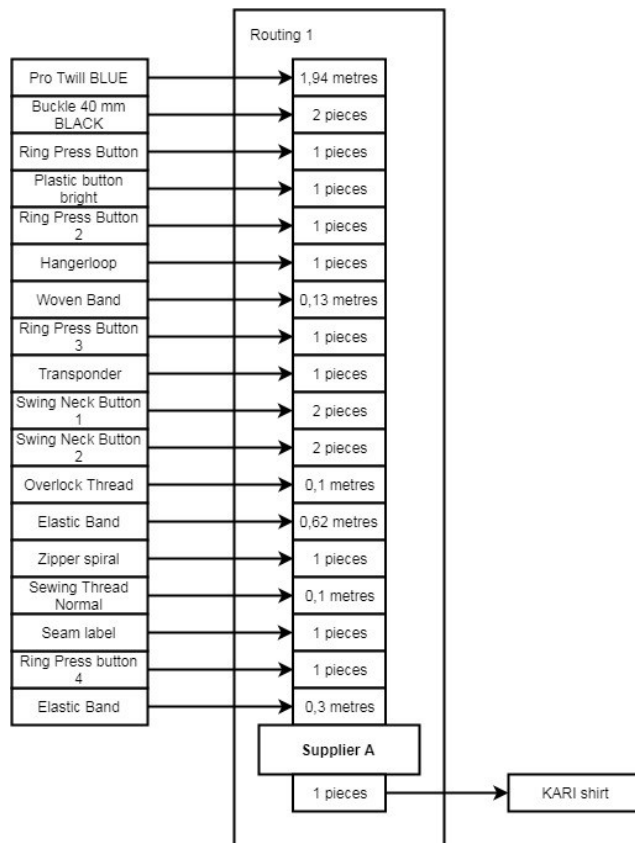 Routing 1
Pro Twill BLUE
1,94 metres
Buckle 40 mm
BLACK
2 pieces
Ring Press Button
1 pieces
Plastic button
bright
1 pieces
Ring Press Button
2
1 pieces
Hangerloop
1 pieces
Woven Band
0,13 metres
Ring Press Button
3
1 pieces
Transponder
1 pieces
Swing Neck Button
1
2 pieces
Swing Neck Button
2
2 pieces
Overlock Thread
0,1 metres
Elastic Band
0,62 metres
Zipper spiral
1 pieces
Sewing Thread
Normal
0,1 metres
Seam label
1 pieces
Ring Press button
4
1 pieces
Elastic Band
0,3 metres
Supplier A
1 pieces
KARI shirt